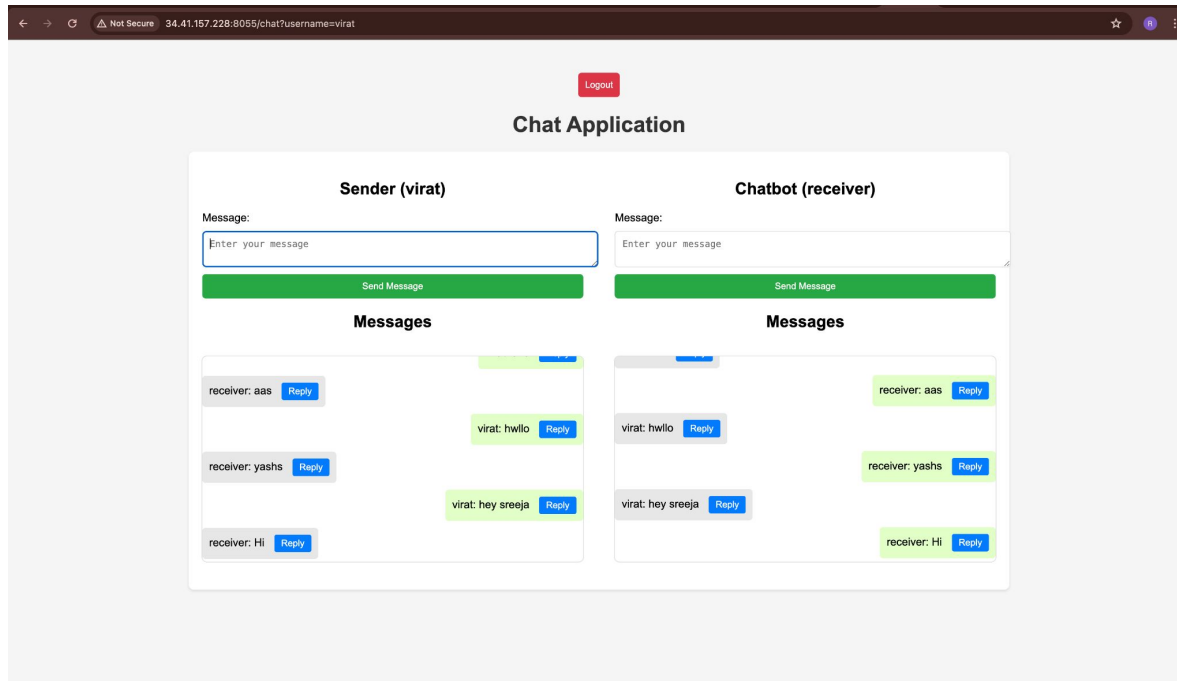 Not Secure 34.41.157.228:8055/chat?username=virat
R
Logout
Chat Application
Sender (virat)
Message:
Enter your message
Send Message
Messages
receiver: aas Reply
virat: hwllo Reply
receiver: yashs Reply
virat: hey sreeja Reply
receiver: Hi Reply
Chatbot (receiver)
Message:
Enter your message
Send Message
Messages
receiver: aas Reply
virat: hwllo Reply
receiver: yashs Reply
virat: hey sreeja Reply
receiver: Hi Reply